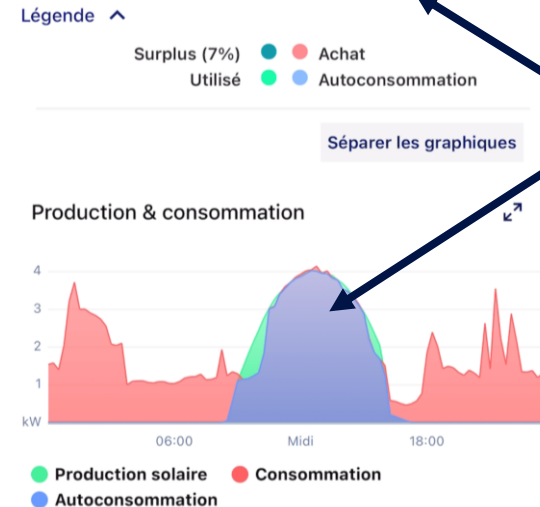 Légende
Surplus (7%) Achat
Utilisé Autoconsommation
Séparer les graphiques
Production & consommation
4
3
2
1
kW
06:00 Midi 18:00
Production solaire Consommation
Autoconsommation